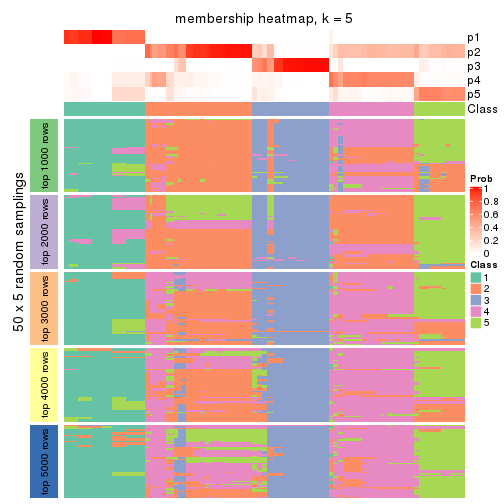 membership heatmap, k = 5
p1
p2
p3
p4
p5
Class
50 x 5 random samplings
top 1000 rows
top 2000 rows
top 3000 rows
top 4000 rows
top 5000 rows
Prob
1
0.8
0.6
0.4
0.2
0
Class
1
2
3
4
5